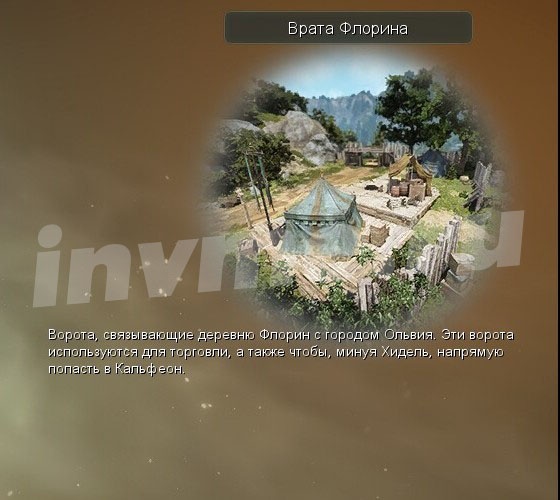 Врата Флорина
Ворота, связывающие деревню Флорин с городом Ольвия. Эти ворота
используются для торговли, а также чтобы, минуя Хидель, напрямую
попасть в Кальфеон.